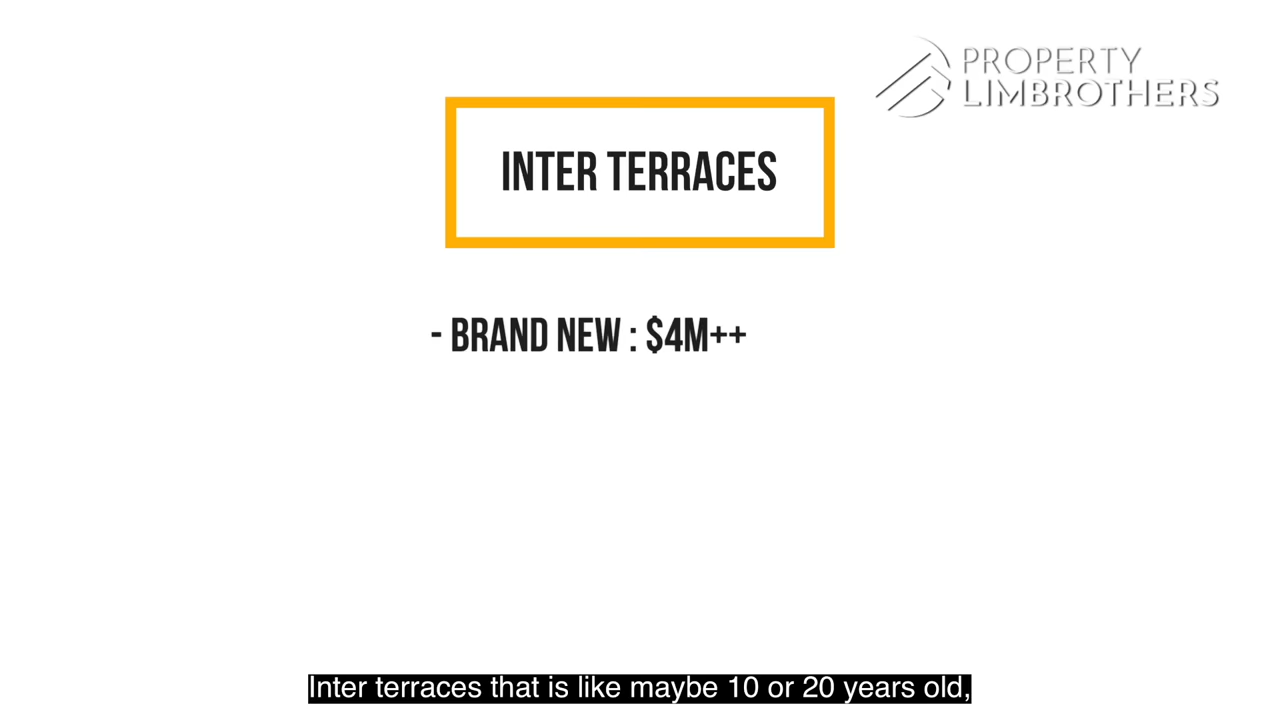 PROPERTY
LIMBROTHERS
INTER TERRACES
- BRAND NEW : $4M++
Inter terraces that is like maybe 10 or 20 years old,